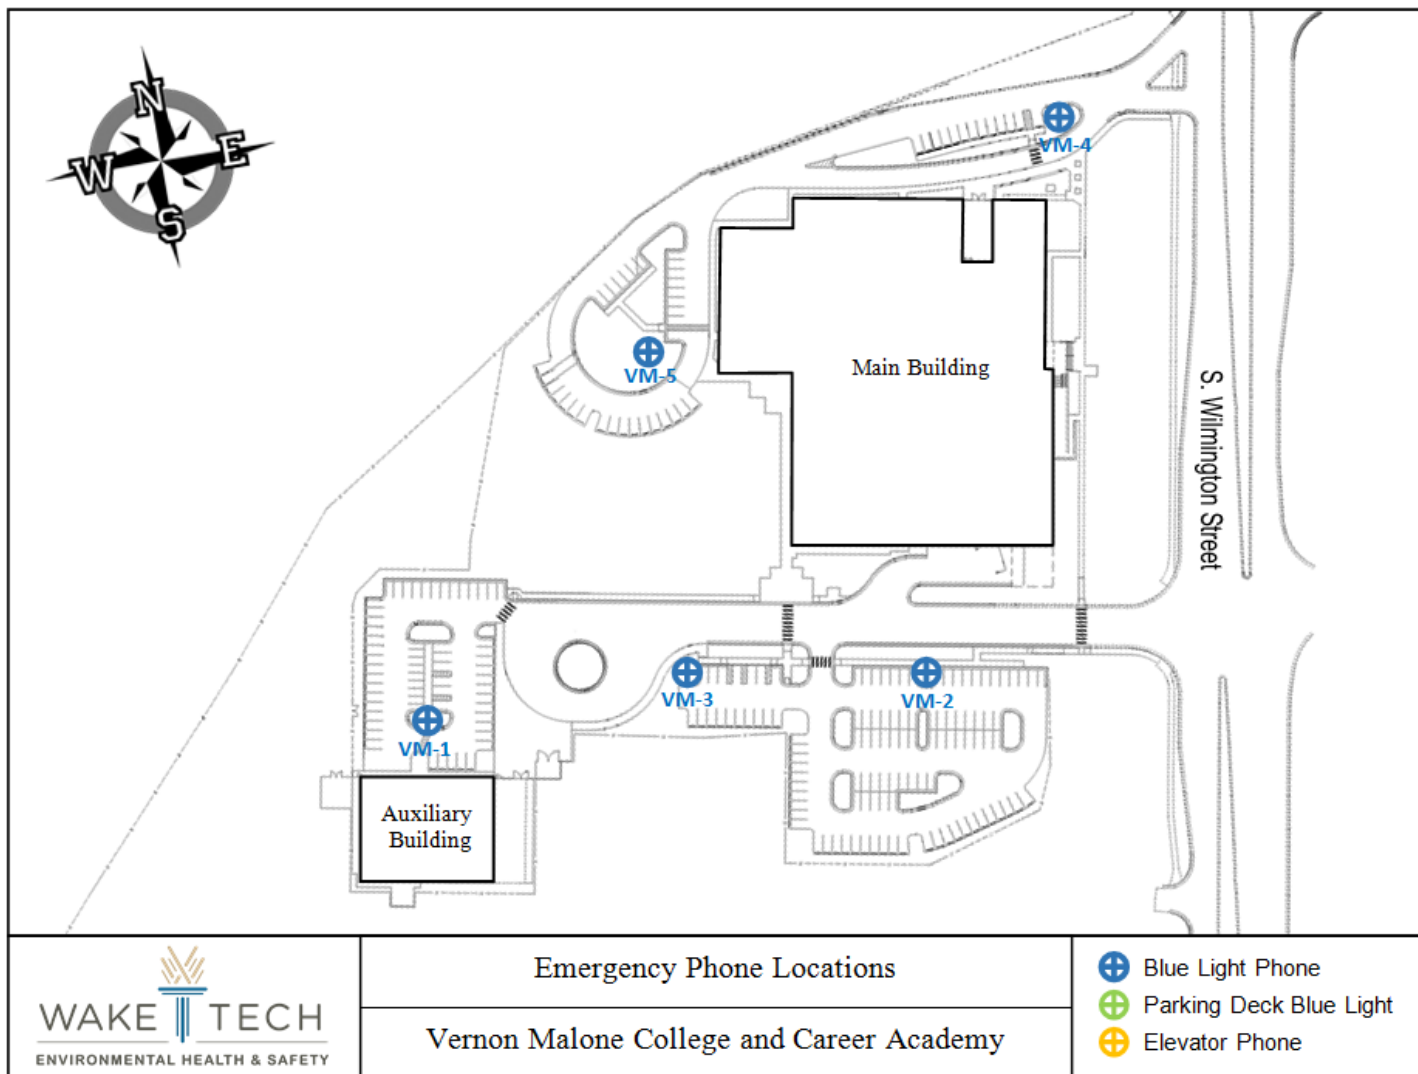 N
W
E
S
VM-4
VM-5
Main Building
S. Wilmington Street
VM-3
VM-2
VM-1
Auxiliary
Building
WAKE TECH
ENVIRONMENTAL HEALTH & SAFETY
Emergency Phone Locations
Vernon Malone College and Career Academy
Blue Light Phone
Parking Deck Blue Light
Elevator Phone